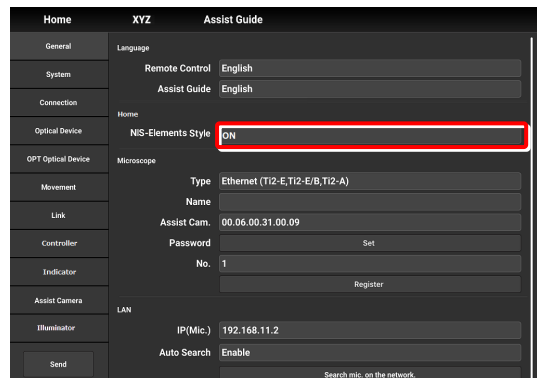 Home XYZ Assist Guide
General
System
Connection
Optical Device
OPT Optical Device
Movement
Link
Controller
Indicator
Assist Camera
Illuminator
Send
Language
Remote Control English
Assist Guide English
Home
NIS-Elements Style ON
Microscope
Type Ethernet (Ti2-E,Ti2-E/B,Ti2-A)
Name
Assist Cam. 00.06.00.31.00.09
Password Set
No. 1
Register
LAN
IP(Mic.) 192.168.11.2
Auto Search Enable
Search mic. on the network.